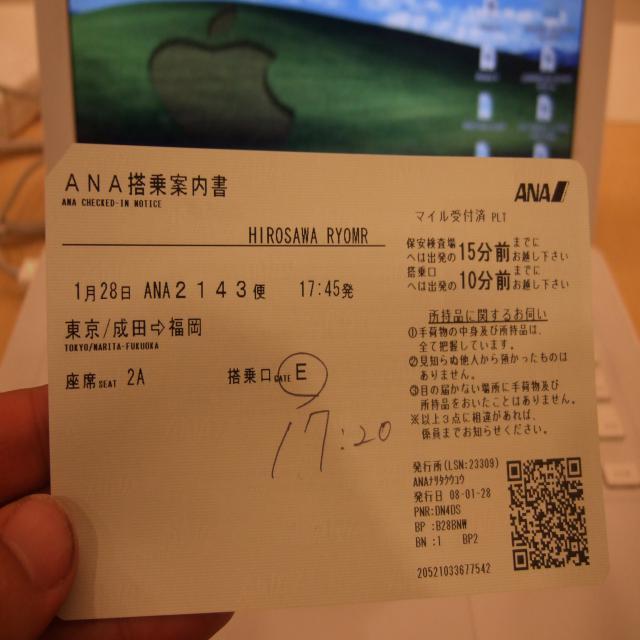 ANA搭乗案内書
ANA CHECKED-IN NOTICE
ANA
マイル受付済 PLT
HIROSAWA RYOMR
保安検査場へは出発の15分前までにお越し下さい
搭乗口へは出発の10分前までにお越し下さい
1月28日 ANA2143便 17:45発
東京/成田⇨福岡
TOKYO/NARITA-FUKUOKA
座席SEAT 2A 搭乗口GATE E
17:20
所持品に関するお伺い
①手荷物の中身及び所持品は、
全て把握しています。
②見知らぬ他人から預かったものは
ありません。
③目の届かない場所に手荷物及び
所持品をおいたことはありません。
※以上3点に相違があれば、
係員までお知らせください。
発行所(LSN:23309)
ANAナリタクウコウ
発行日 08-01-28
PNR:DN4DS
BP :B28BNW
BN :1 BP2
20521033677542